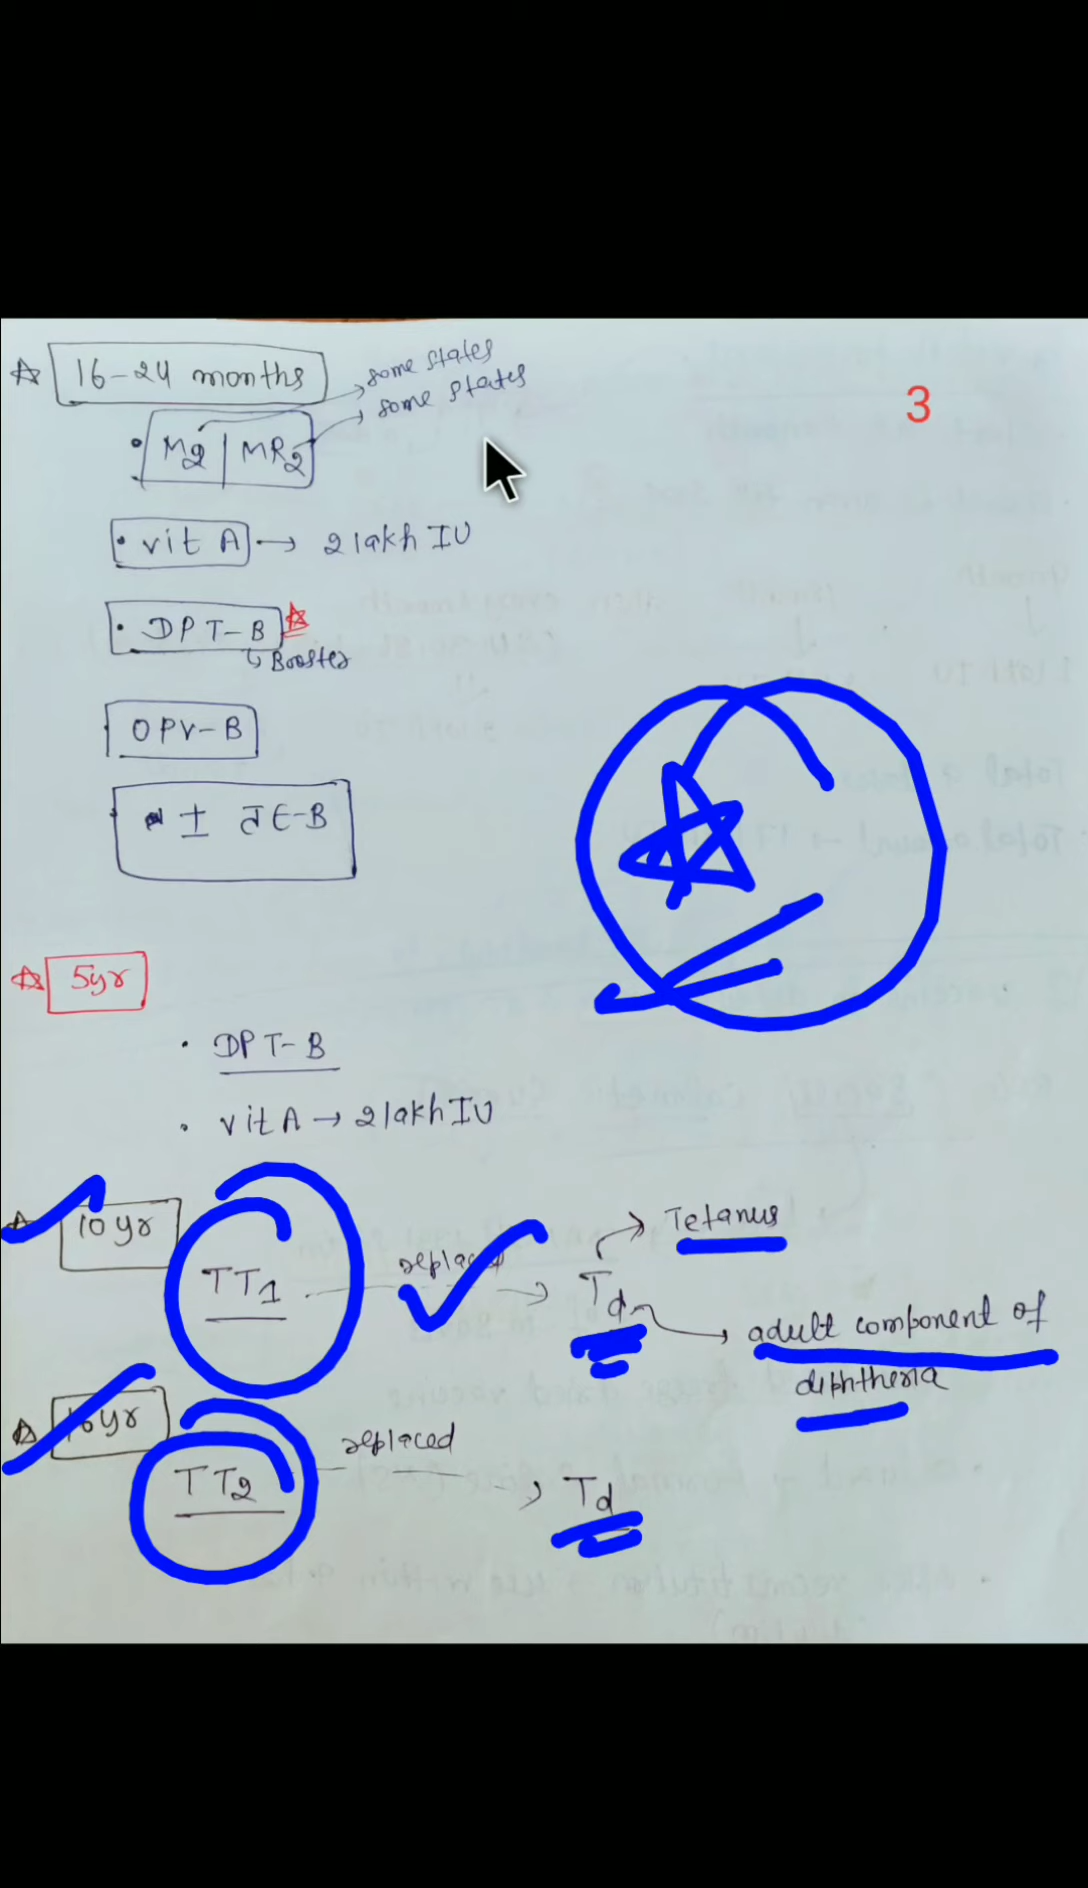 16-24 months
some states
some states
M2 | MR2
3
vit A → 2 lakh IU
DPT-B
↳ Booster
OPV-B
± JE-B
5yr
DPT-B
vit A → 2 lakh IU
10 yr
TT1 replaced → Td
Tetanus
adult component of
diphtheria
16 yr
TT2 replaced → Td